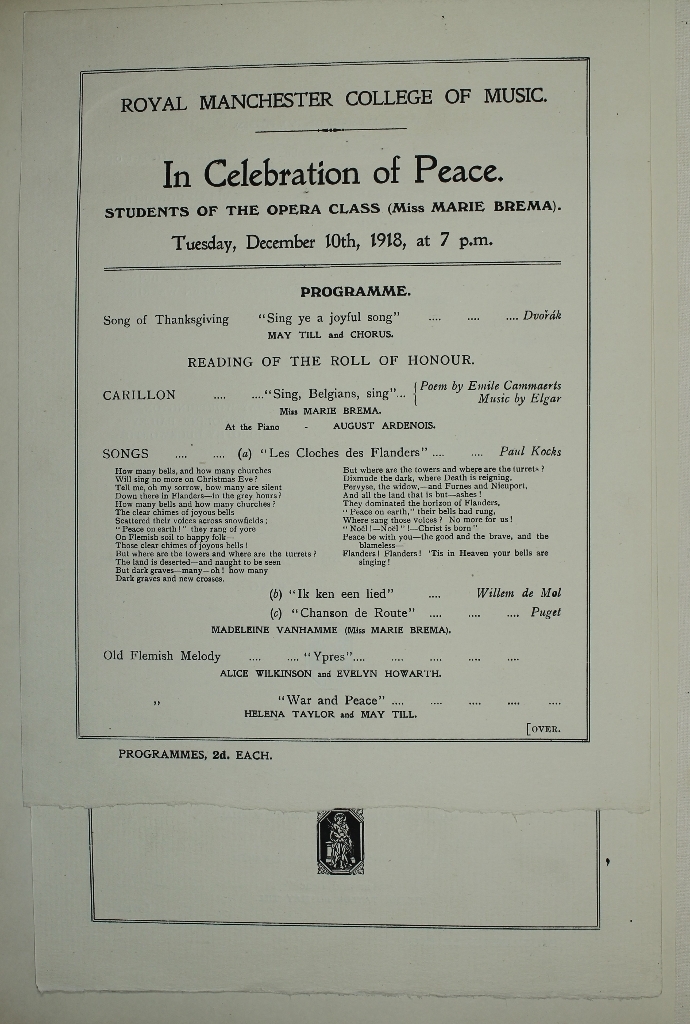 ROYAL MANCHESTER COLLEGE OF MUSIC.
In Celebration of Peace.
STUDENTS OF THE OPERA CLASS (Miss MARIE BREMA).
Tuesday, December 10th, 1918, at 7 p.m.
PROGRAMME.
Song of Thanksgiving "Sing ye a joyful song" .... .... .... Dvořák
MAY TILL and CHORUS.
READING OF THE ROLL OF HONOUR.
CARILLON .... ...."Sing, Belgians, sing"... { Poem by Emile Cammaerts
Music by Elgar
Miss MARIE BREMA.
At the Piano - AUGUST ARDENOIS.
SONGS .... .... (a) "Les Cloches des Flanders" .... .... Paul Kocks
How many bells, and how many churches
Will sing no more on Christmas Eve?
Tell me, oh my sorrow, how many are silent
Down there in Flanders—in the grey hours?
How many bells and how many churches?
The clear chimes of joyous bells
Scattered their voices across snowfields;
"Peace on earth!" they rang of yore
On Flemish soil to happy folk—
Those clear chimes of joyous bells!
But where are the towers and where are the turrets?
The land is deserted—and naught to be seen
But dark graves—many—oh! how many
Dark graves and new crosses.
But where are the towers and where are the turrets?
Dixmude the dark, where Death is reigning,
Pervyse, the widow,—and Furnes and Nieuport,
And all the land that is but—ashes!
They dominated the horizon of Flanders,
"Peace on earth," their bells had rung,
Where sang those voices? No more for us!
"Noël!—Noël"!—Christ is born"
Peace be with you—the good and the brave, and the
blameless—
Flanders! Flanders! 'Tis in Heaven your bells are
singing!
(b) "Ik ken een lied" .... Willem de Mol
(c) "Chanson de Route" .... .... .... Puget
MADELEINE VANHAMME (Miss MARIE BREMA).
Old Flemish Melody .... .... "Ypres".... .... .... .... ....
ALICE WILKINSON and EVELYN HOWARTH.
,, "War and Peace" .... .... .... .... ....
HELENA TAYLOR and MAY TILL.
[OVER.
PROGRAMMES, 2d. EACH.